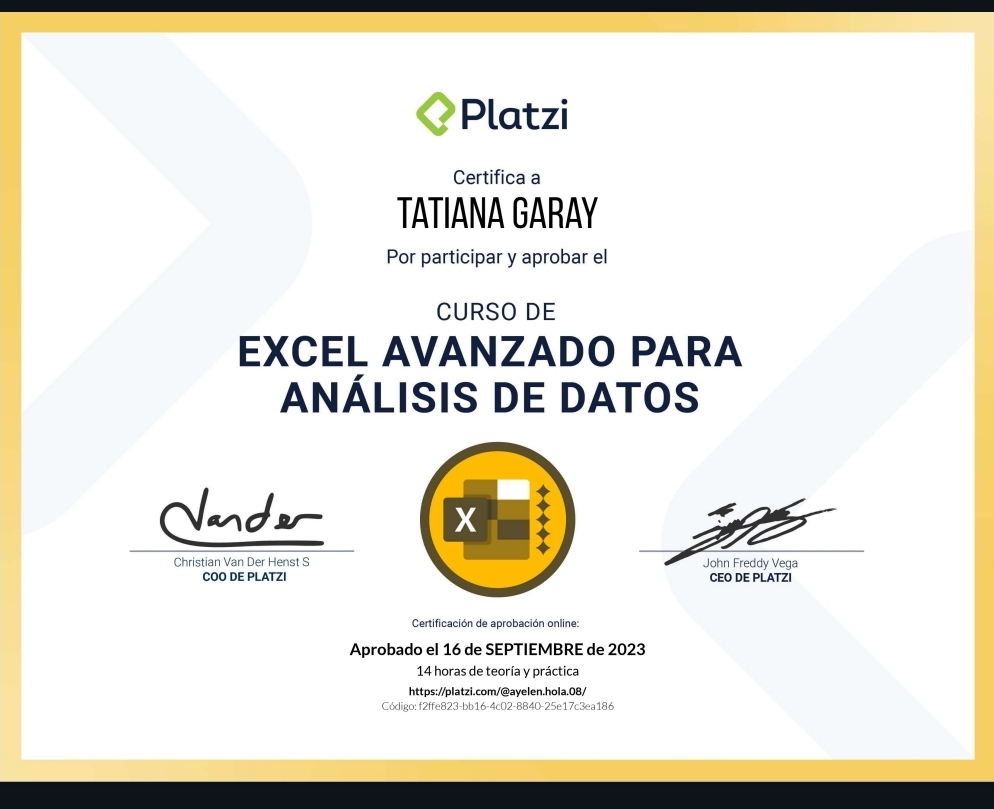 Platzi
Certifica a
TATIANA GARAY
Por participar y aprobar el
CURSO DE
EXCEL AVANZADO PARA
ANÁLISIS DE DATOS
X
Vander
Christian Van Der Henst S
COO DE PLATZI
John Freddy Vega
CEO DE PLATZI
Certificación de aprobación online:
Aprobado el 16 de SEPTIEMBRE de 2023
14 horas de teoría y práctica
https://platzi.com/@ayelen.hola.08/
Código: f2ffe823-bb16-4c02-8840-25e17c3ea186